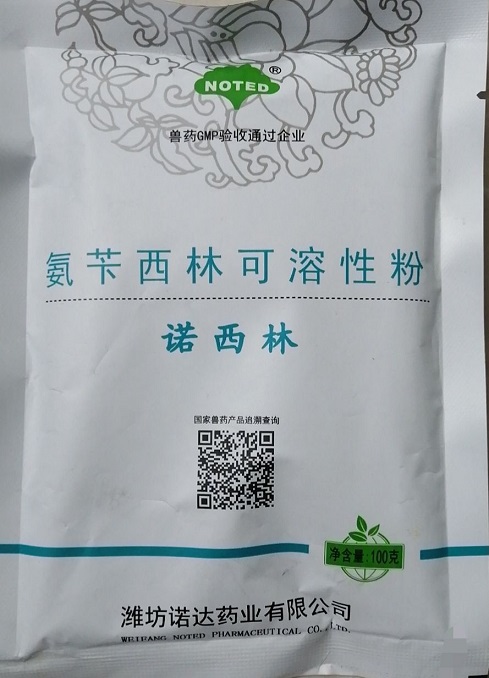 NOTED®
兽药GMP验收通过企业
氨苄西林可溶性粉
诺西林
国家兽药产品追溯查询
净含量:100克
潍坊诺达药业有限公司
WEIFANG NOTED PHARMACEUTICAL CO.,LTD.